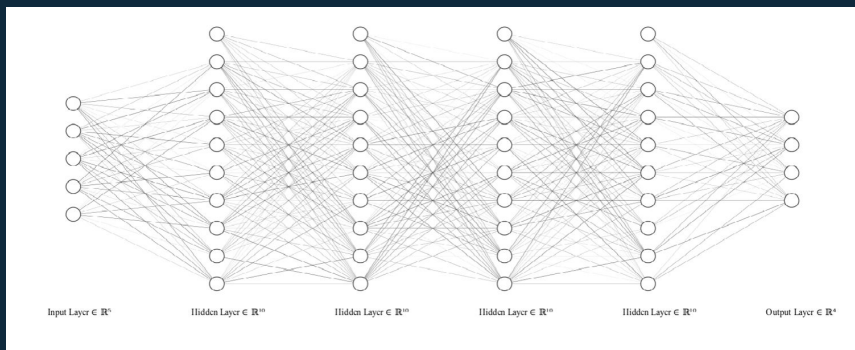 Input Layer ∈ ℝ⁵
Hidden Layer ∈ ℝ¹⁰
Hidden Layer ∈ ℝ¹⁰
Hidden Layer ∈ ℝ¹⁰
Hidden Layer ∈ ℝ¹⁰
Output Layer ∈ ℝ⁴